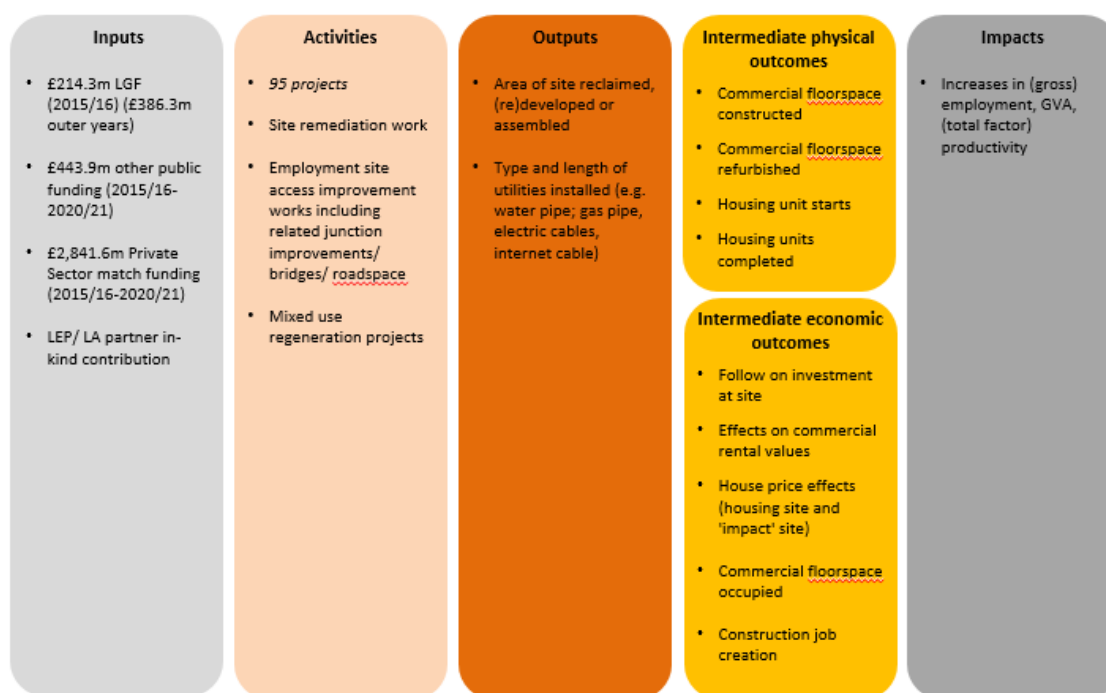 Inputs
• £214.3m LGF
(2015/16) (£386.3m
outer years)
• £443.9m other public
funding (2015/16-
2020/21)
• £2,841.6m Private
Sector match funding
(2015/16-2020/21)
• LEP/ LA partner in-
kind contribution
Activities
• 95 projects
• Site remediation work
• Employment site
access improvement
works including
related junction
improvements/
bridges/ roadspace
• Mixed use
regeneration projects
Outputs
• Area of site reclaimed,
(re)developed or
assembled
• Type and length of
utilities installed (e.g.
water pipe; gas pipe,
electric cables,
internet cable)
Intermediate physical
outcomes
• Commercial floorspace
constructed
• Commercial floorspace
refurbished
• Housing unit starts
• Housing units
completed
Intermediate economic
outcomes
• Follow on investment
at site
• Effects on commercial
rental values
• House price effects
(housing site and
'impact' site)
• Commercial floorspace
occupied
• Construction job
creation
Impacts
• Increases in (gross)
employment, GVA,
(total factor)
productivity